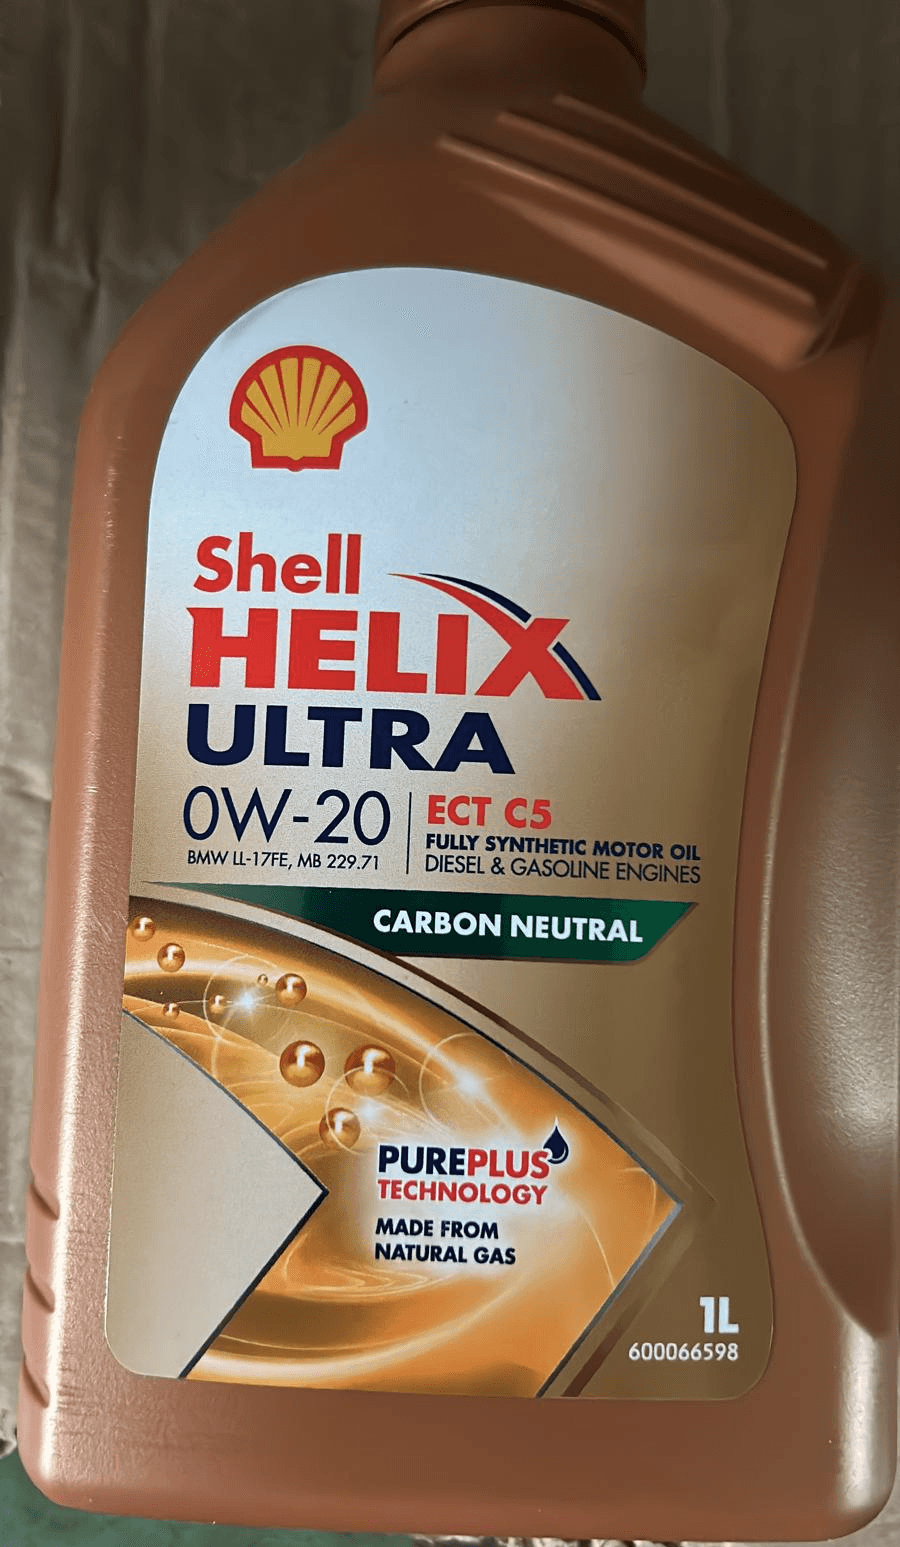 Shell
HELIX
ULTRA
0W-20
BMW LL-17FE, MB 229.71
ECT C5
FULLY SYNTHETIC MOTOR OIL
DIESEL & GASOLINE ENGINES
CARBON NEUTRAL
PUREPLUS
TECHNOLOGY
MADE FROM
NATURAL GAS
1L
600066598